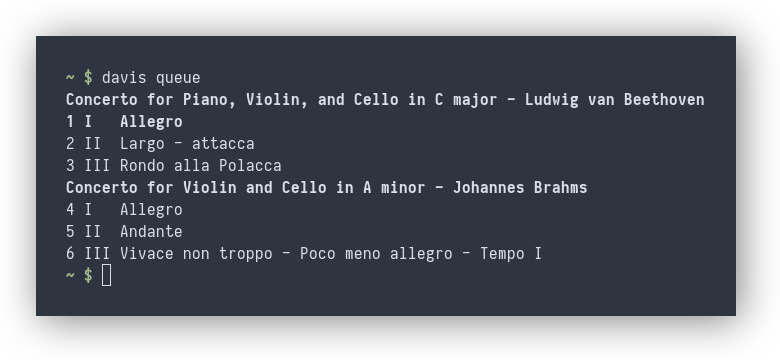 ~ $ davis queue
Concerto for Piano, Violin, and Cello in C major - Ludwig van Beethoven
1 I   Allegro
2 II  Largo - attacca
3 III Rondo alla Polacca
Concerto for Violin and Cello in A minor - Johannes Brahms
4 I   Allegro
5 II  Andante
6 III Vivace non troppo - Poco meno allegro - Tempo I
~ $